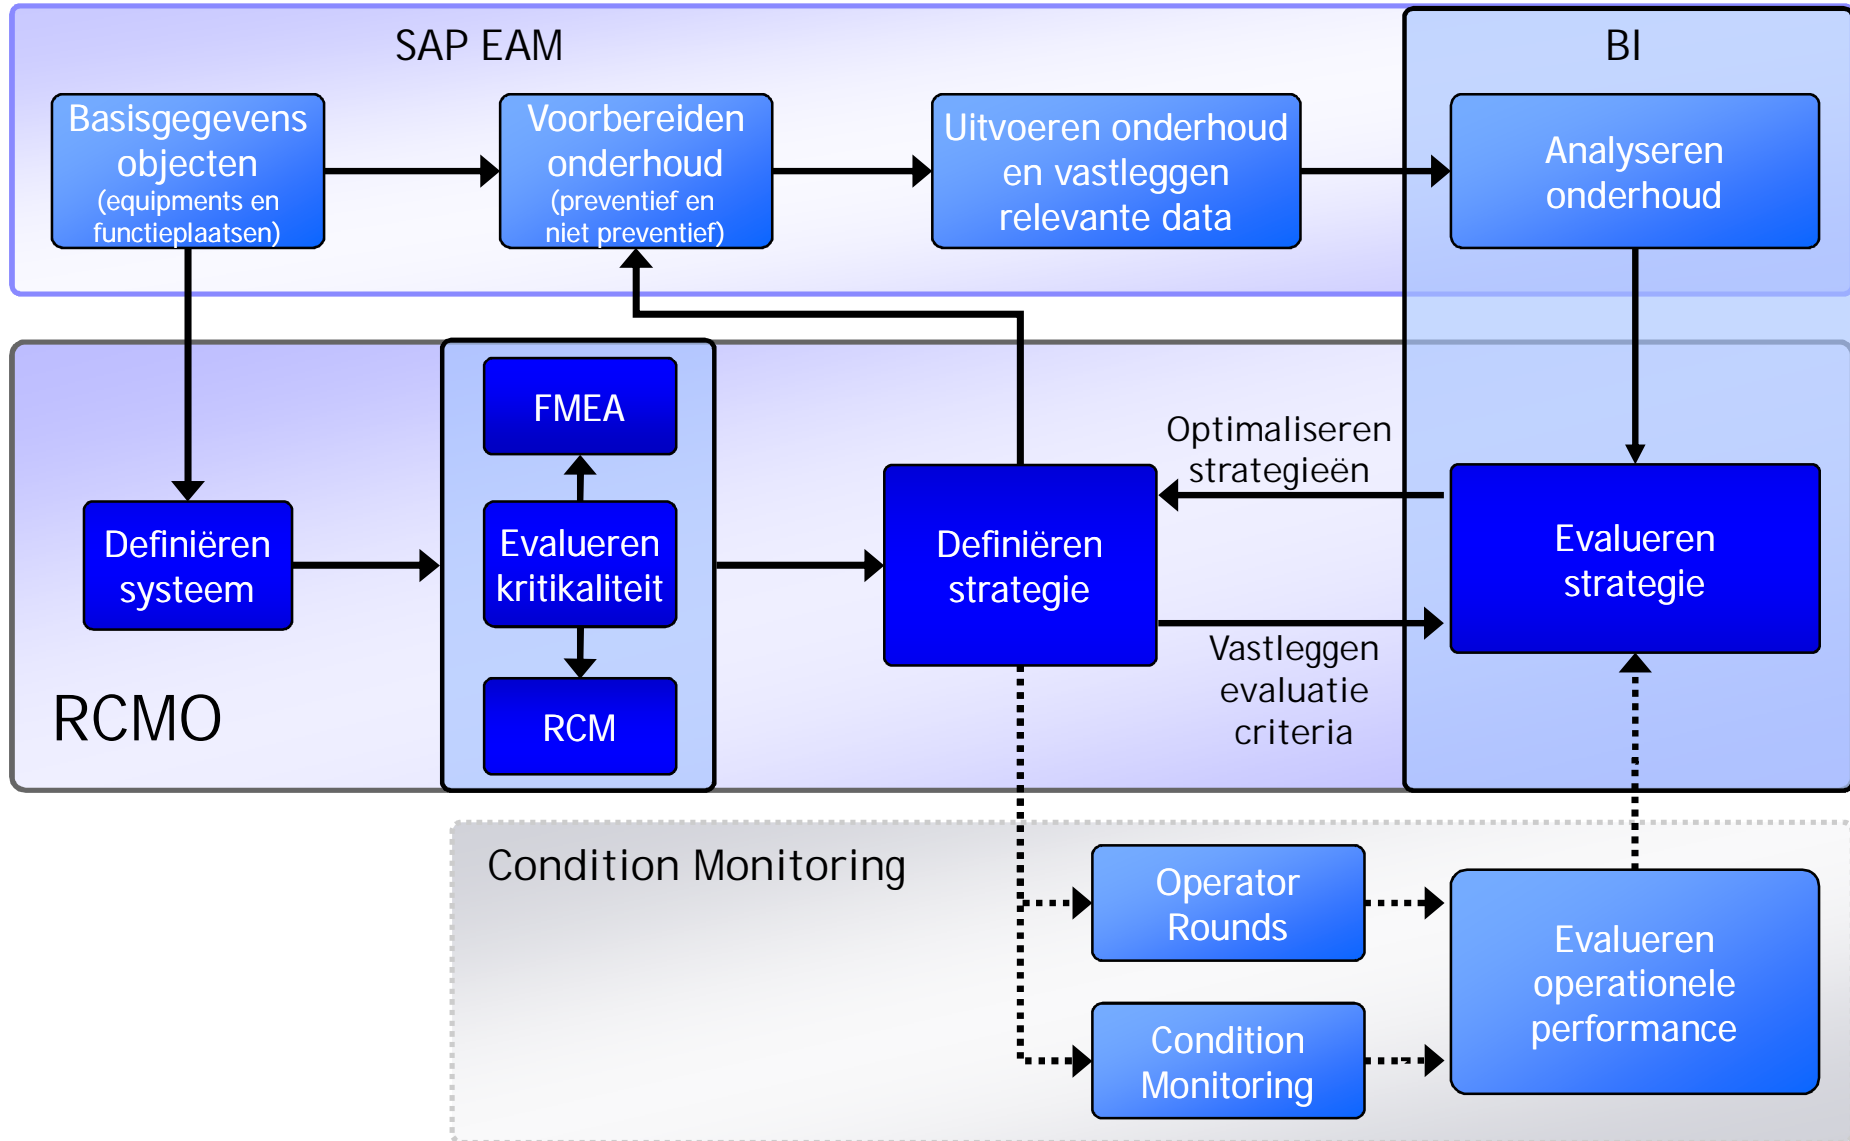 SAP EAM
BI
Basisgegevens
objecten
(equipments en
functieplaatsen)
Voorbereiden
onderhoud
(preventief en
niet preventief)
Uitvoeren onderhoud
en vastleggen
relevante data
Analyseren
onderhoud
FMEA
Evalueren
kritikaliteit
RCM
Definiëren
systeem
Definiëren
strategie
Optimaliseren
strategieën
Vastleggen
evaluatie
criteria
Evalueren
strategie
RCMO
Condition Monitoring
Operator
Rounds
Condition
Monitoring
Evalueren
operationele
performance